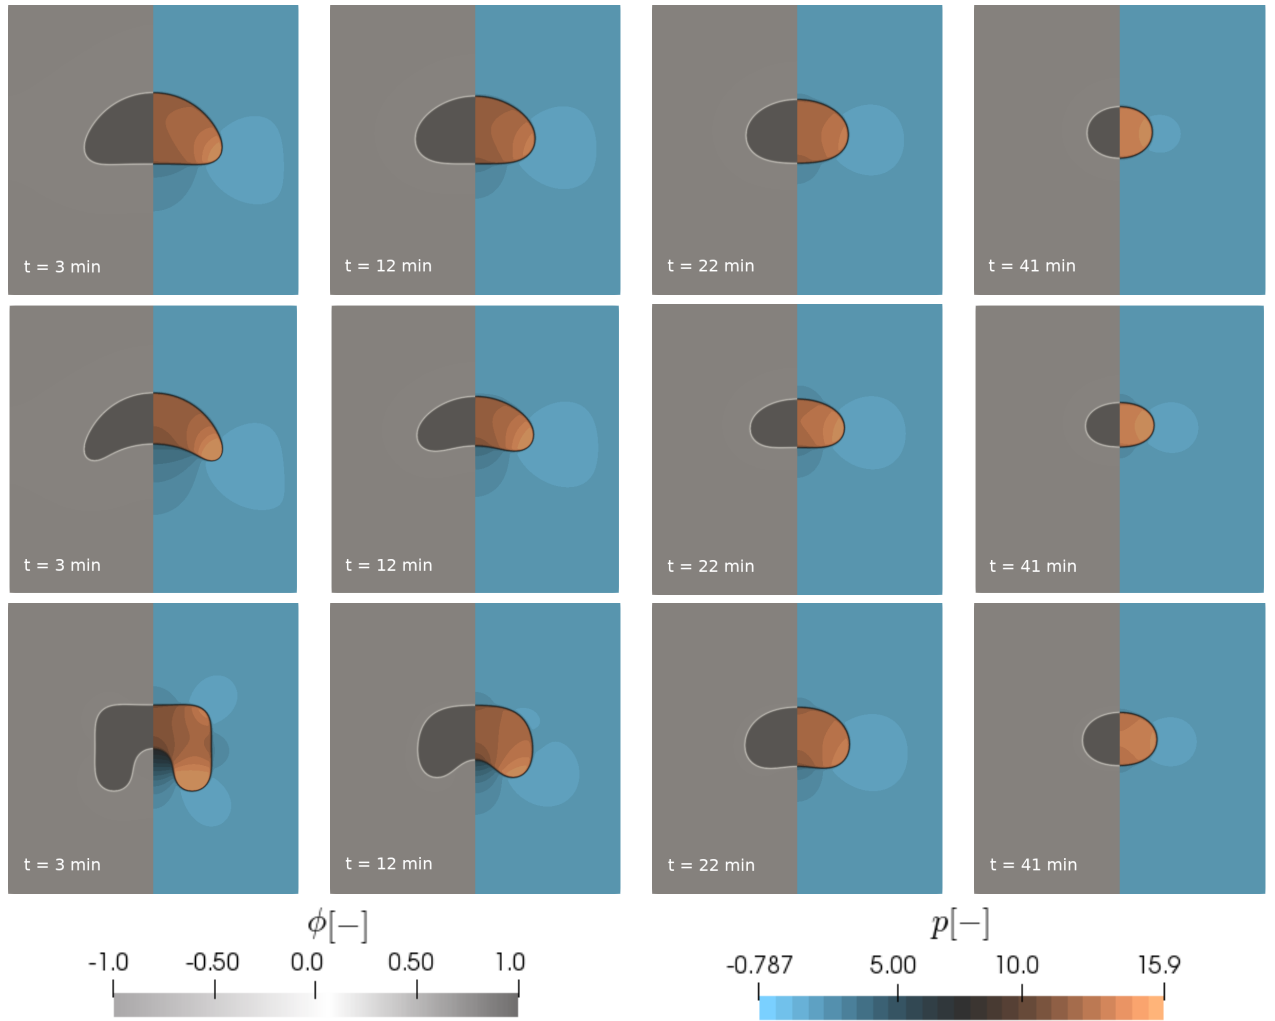 t = 3 min
t = 12 min
t = 22 min
t = 41 min
t = 3 min
t = 12 min
t = 22 min
t = 41 min
t = 3 min
t = 12 min
t = 22 min
t = 41 min
ϕ[−]
-1.0 -0.50 0.0 0.50 1.0
p[−]
-0.787 5.00 10.0 15.9